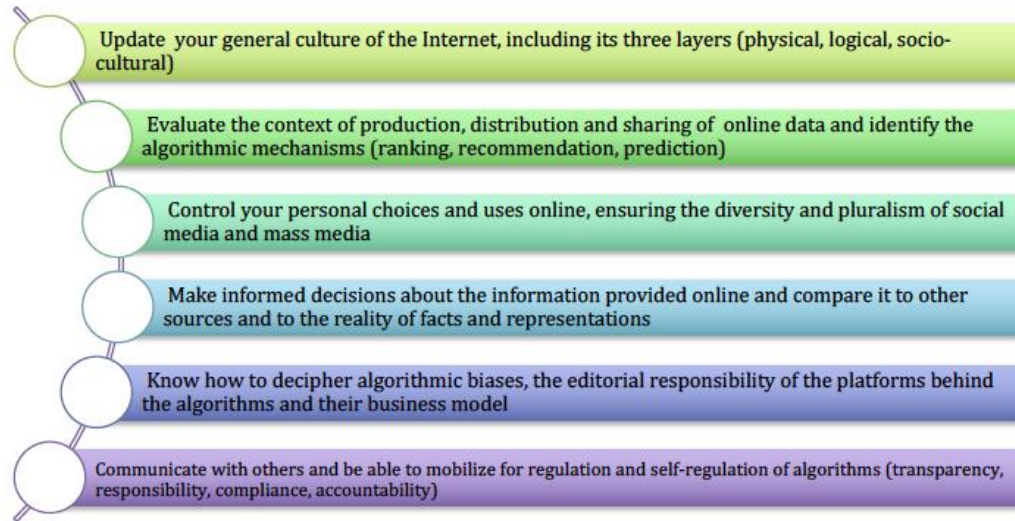 Update your general culture of the Internet, including its three layers (physical, logical, socio-
cultural)
Evaluate the context of production, distribution and sharing of online data and identify the
algorithmic mechanisms (ranking, recommendation, prediction)
Control your personal choices and uses online, ensuring the diversity and pluralism of social
media and mass media
Make informed decisions about the information provided online and compare it to other
sources and to the reality of facts and representations
Know how to decipher algorithmic biases, the editorial responsibility of the platforms behind
the algorithms and their business model
Communicate with others and be able to mobilize for regulation and self-regulation of algorithms (transparency,
responsibility, compliance, accountability)